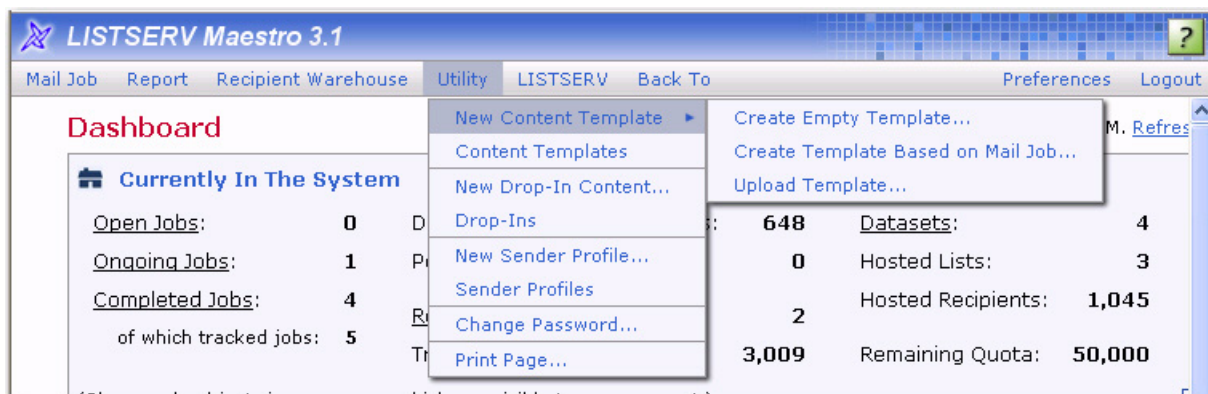 LISTSERV Maestro 3.1 ?
Mail Job Report Recipient Warehouse Utility LISTSERV Back To Preferences Logout
Dashboard M. Refres
New Content Template
Content Templates
New Drop-In Content...
Drop-Ins
New Sender Profile...
Sender Profiles
Change Password...
Print Page...
Create Empty Template...
Create Template Based on Mail Job...
Upload Template...
Currently In The System
Open Jobs: 0 D s: 648 Datasets: 4
Ongoing Jobs: 1 P 0 Hosted Lists: 3
Completed Jobs: 4 R 2 Hosted Recipients: 1,045
of which tracked jobs: 5 Tr 3,009 Remaining Quota: 50,000